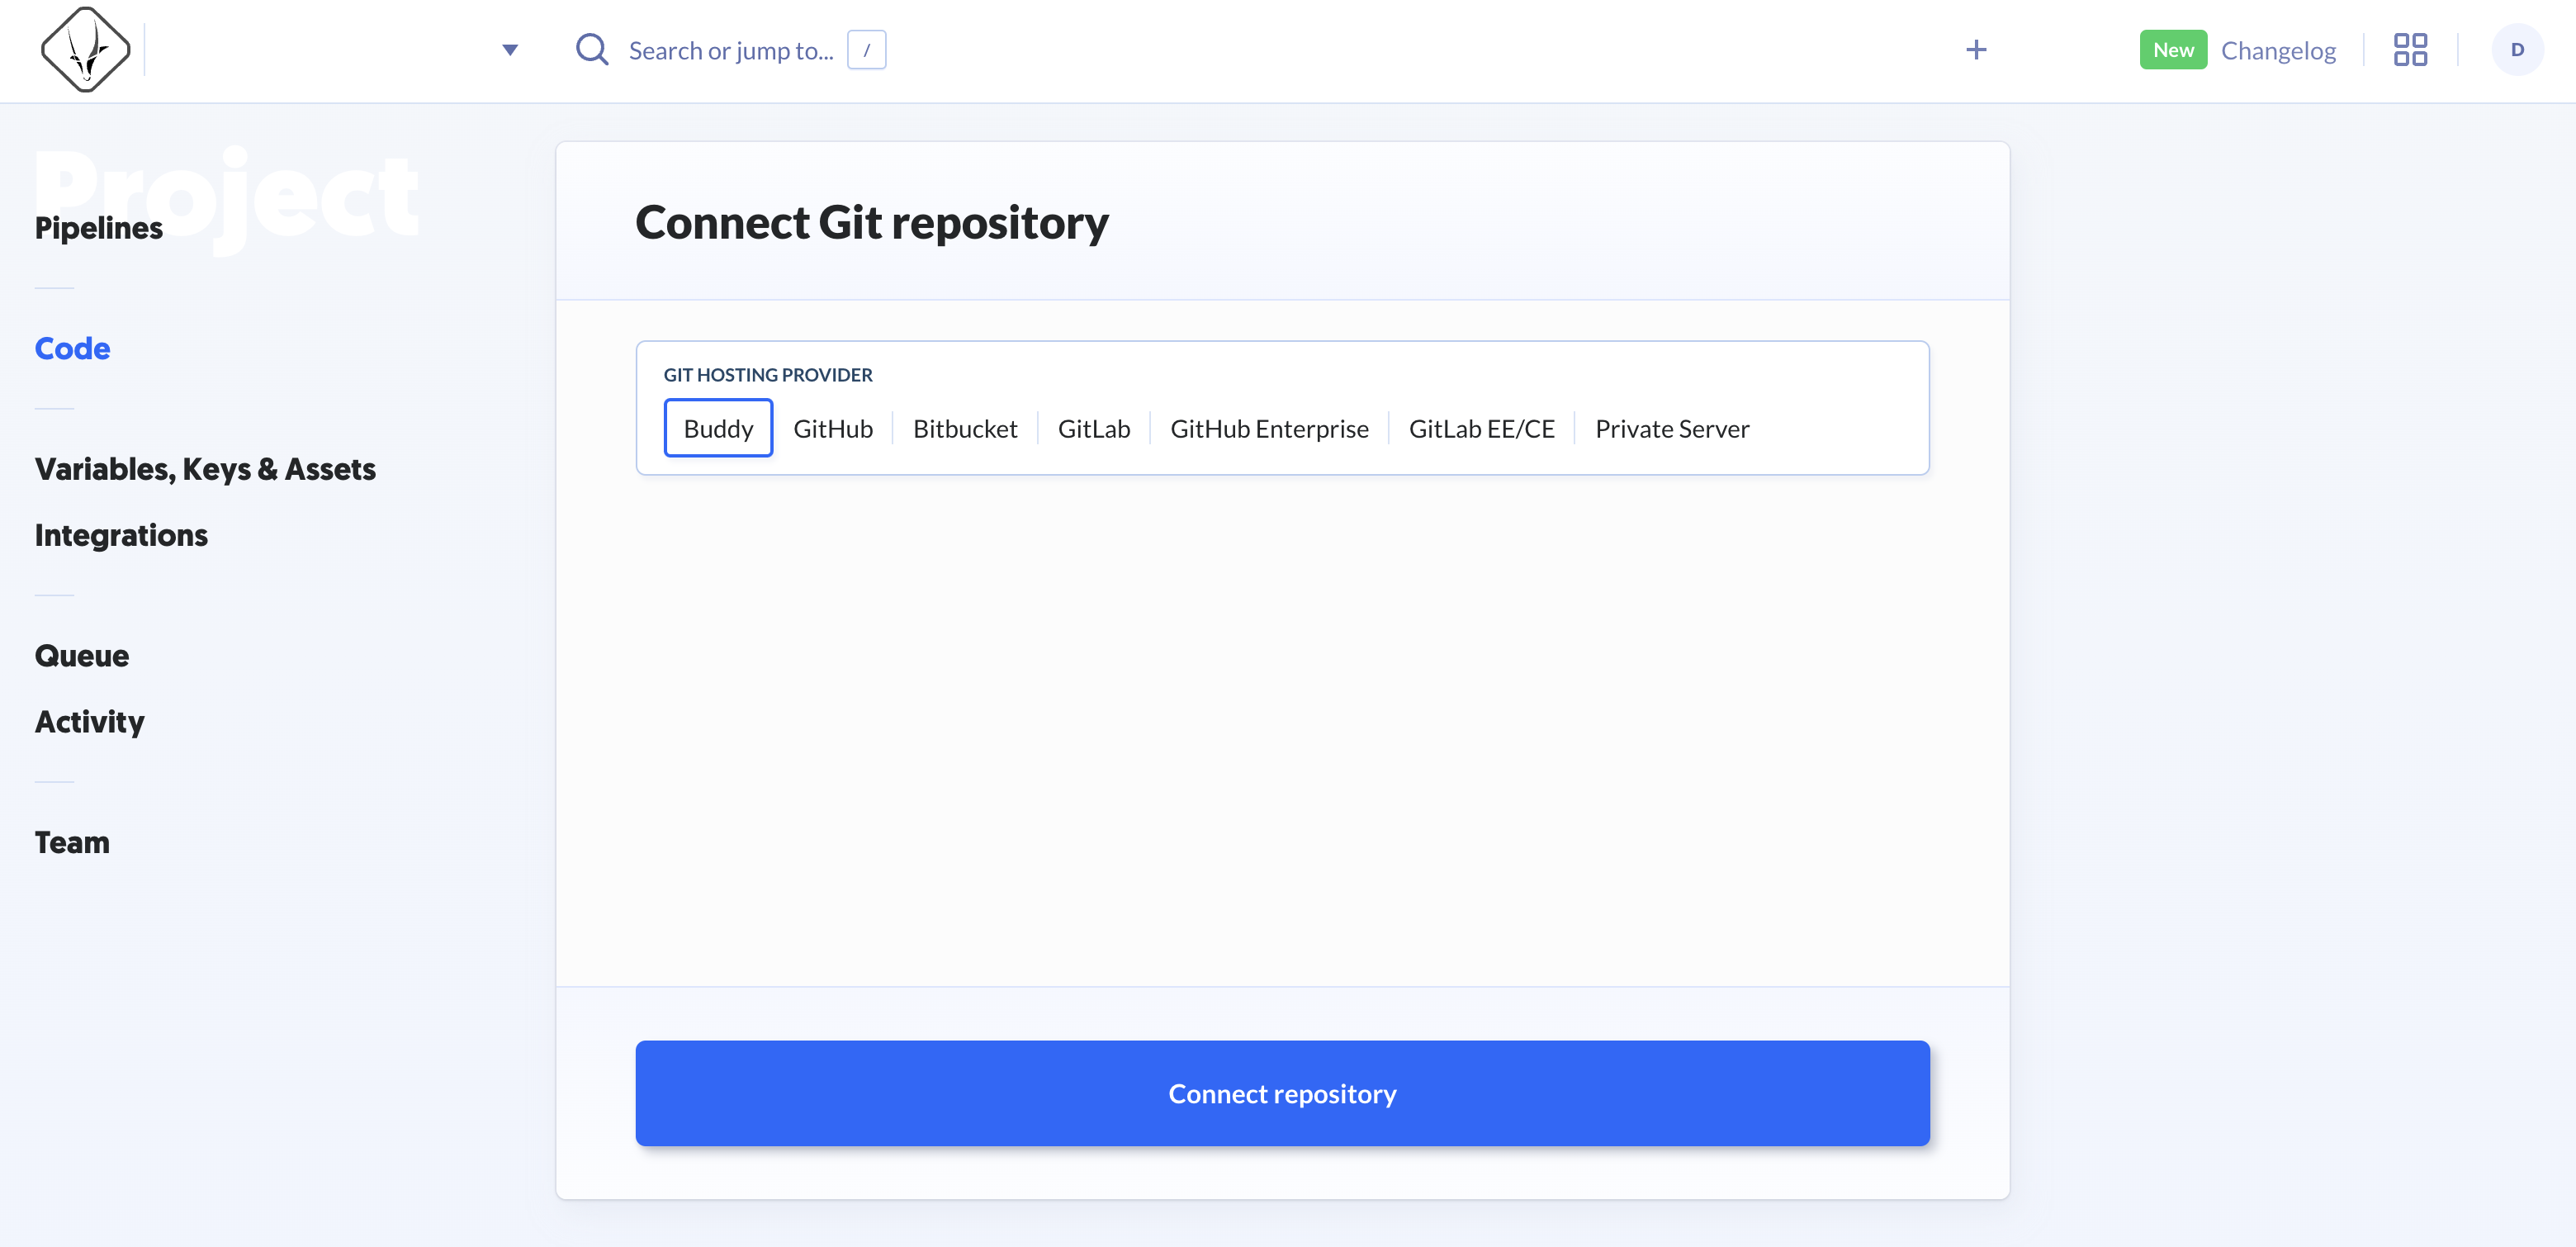 Search or jump to... /
+
New Changelog
D
Project
Pipelines
Code
Variables, Keys & Assets
Integrations
Queue
Activity
Team
Connect Git repository
GIT HOSTING PROVIDER
Buddy GitHub Bitbucket GitLab GitHub Enterprise GitLab EE/CE Private Server
Connect repository